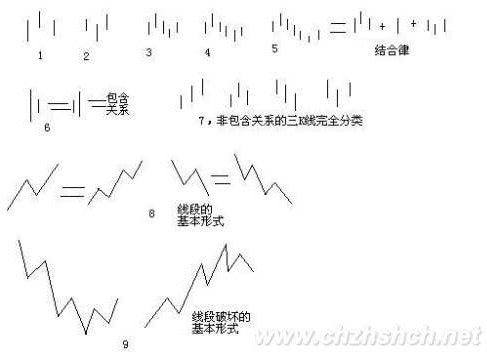 1
2
3
4
5
结合律
6
包含
关系
7，非包含关系的三K线完全分类
8
线段的
基本形式
9
线段破坏的
基本形式
www.chzhshch.net